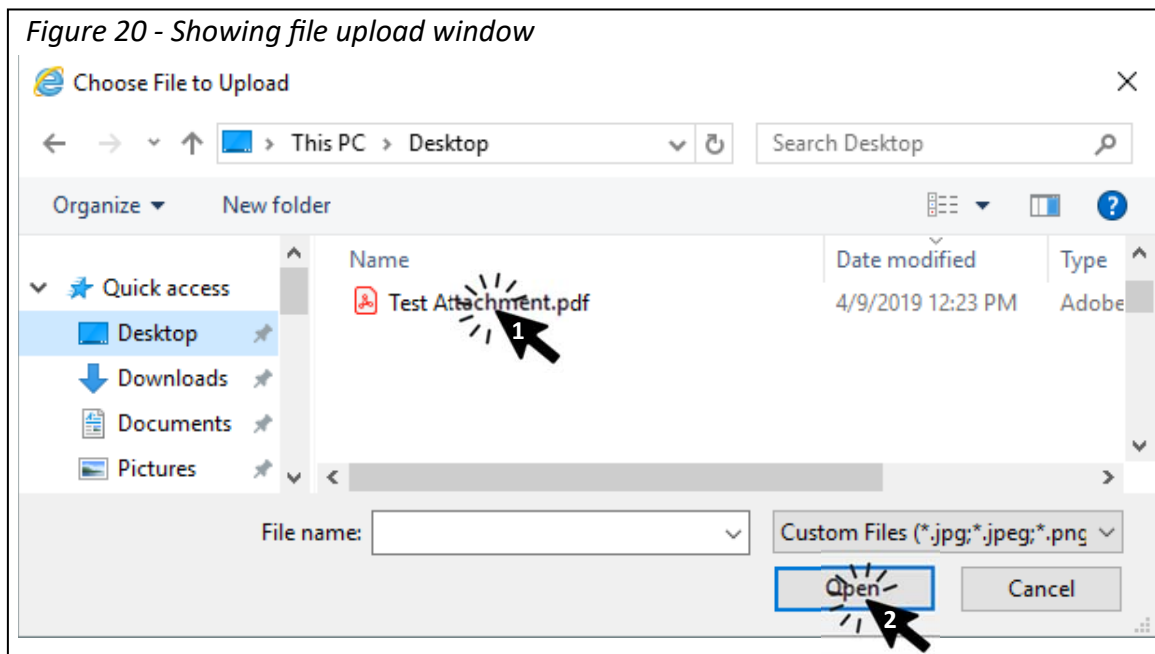 Figure 20 - Showing file upload window
Choose File to Upload
This PC > Desktop
Search Desktop
Organize
New folder
Name
Date modified
Type
Quick access
Test Attachment.pdf
4/9/2019 12:23 PM
Adobe
1
Desktop
Downloads
Documents
Pictures
File name:
Custom Files (*.jpg;*.jpeg;*.png
Open
Cancel
2